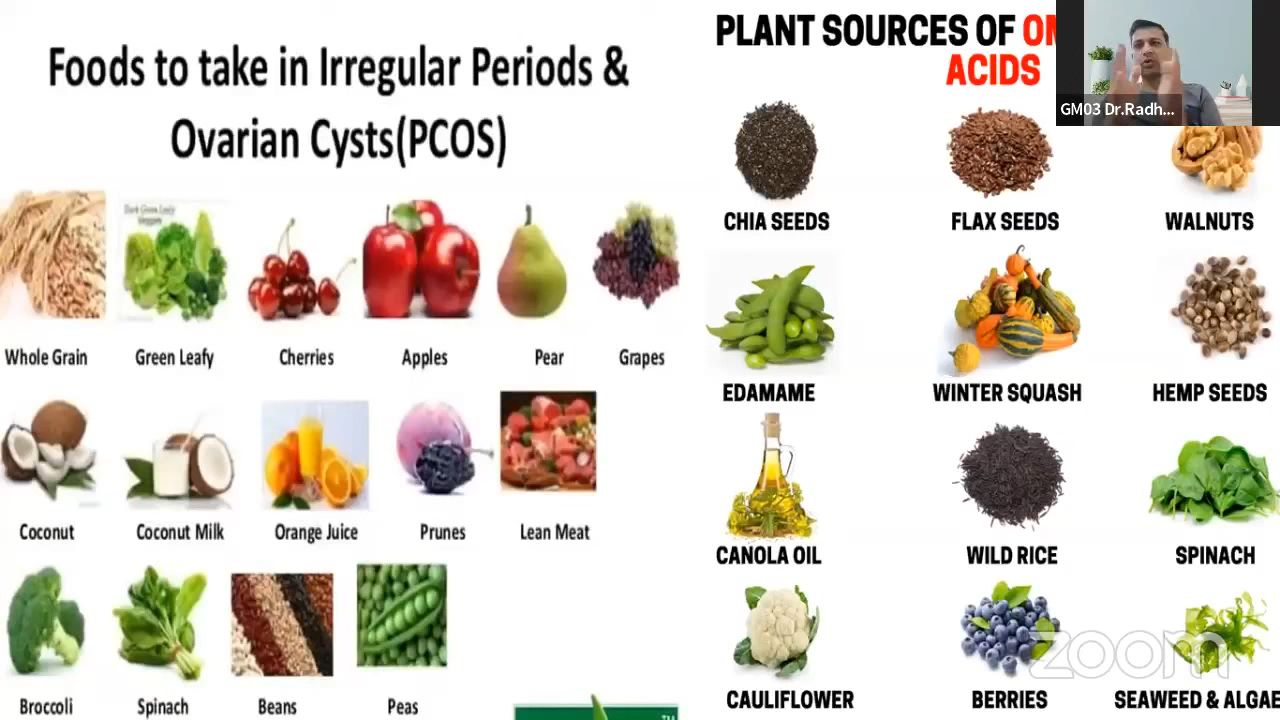 Foods to take in Irregular Periods &
Ovarian Cysts(PCOS)
Whole Grain
Green Leafy
Cherries
Apples
Pear
Grapes
Coconut
Coconut Milk
Orange Juice
Prunes
Lean Meat
Broccoli
Spinach
Beans
Peas
PLANT SOURCES OF
ACIDS
GM03 Dr.Radh...
CHIA SEEDS
FLAX SEEDS
WALNUTS
EDAMAME
WINTER SQUASH
HEMP SEEDS
CANOLA OIL
WILD RICE
SPINACH
CAULIFLOWER
BERRIES
SEAWEED & ALGAE
zoom